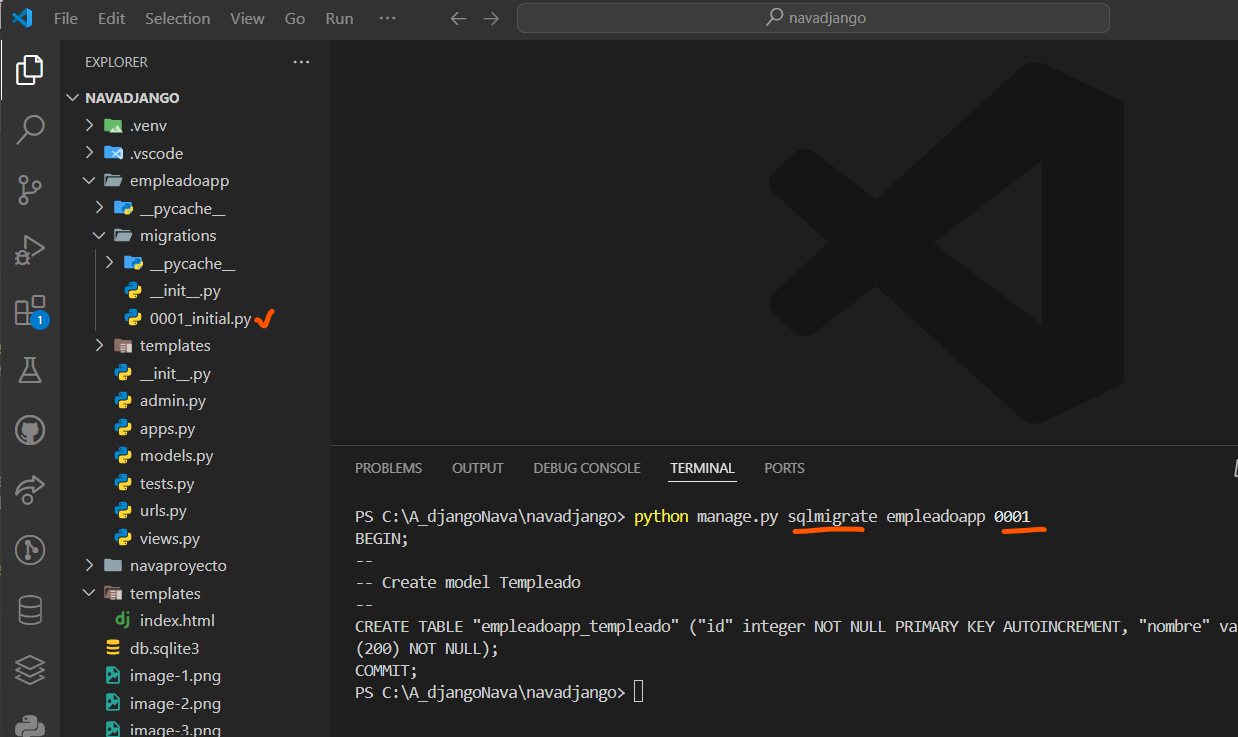 File Edit Selection View Go Run ···
navadjango
EXPLORER ···
NAVADJANGO
.venv
.vscode
empleadoapp
__pycache__
migrations
__pycache__
__init__.py
0001_initial.py
1
templates
__init__.py
admin.py
apps.py
models.py
tests.py
urls.py
views.py
navaproyecto
templates
dj index.html
db.sqlite3
image-1.png
image-2.png
image-3.png
PROBLEMS OUTPUT DEBUG CONSOLE TERMINAL PORTS
PS C:\A_djangoNava\navadjango> python manage.py sqlmigrate empleadoapp 0001
BEGIN;
--
-- Create model Templeado
--
CREATE TABLE "empleadoapp_templeado" ("id" integer NOT NULL PRIMARY KEY AUTOINCREMENT, "nombre" va
(200) NOT NULL);
COMMIT;
PS C:\A_djangoNava\navadjango>